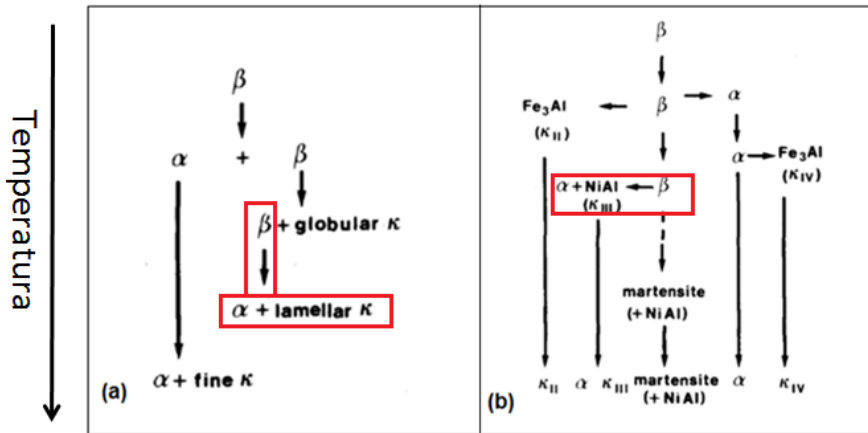 Temperatura
β
α + β
β + globular κ
α + lamellar κ
α + fine κ
(a)
β
Fe₃Al β α
(κII)
α Fe₃Al
(κIV)
α + NiAl β
(κIII)
martensite
(+ NiAl)
κII α κIII martensite α κIV
(+ NiAl)
(b)